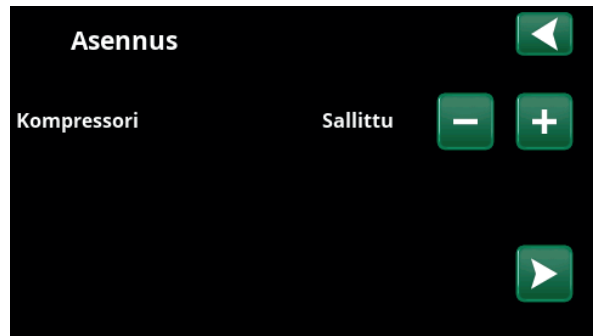 Asennus
Kompressori Sallittu − +